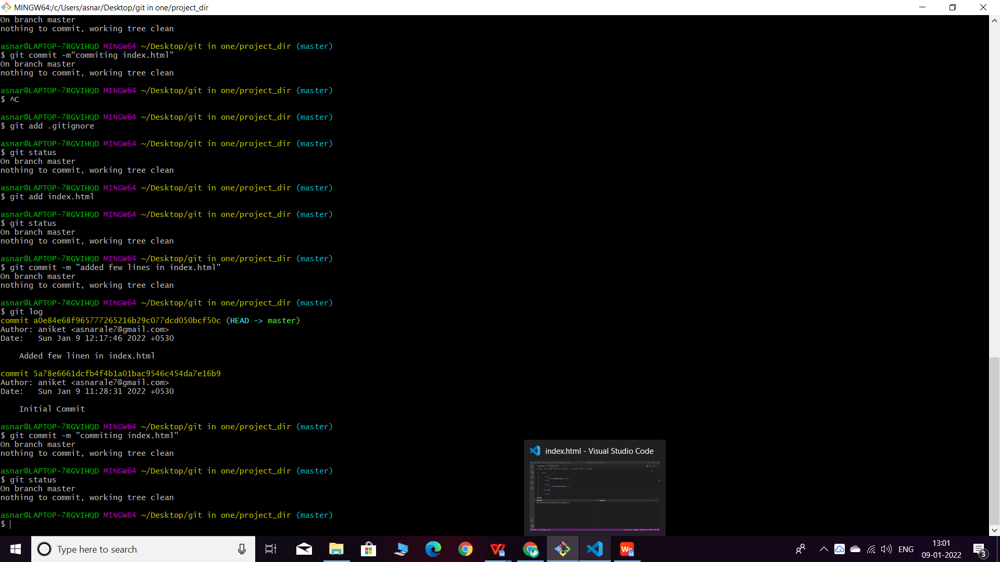 MINGW64:/c/Users/asnar/Desktop/git in one/project_dir
On branch master
nothing to commit, working tree clean
asnar@LAPTOP-7RGVIHQD MINGW64 ~/Desktop/git in one/project_dir (master)
$ git commit -m"commiting index.html"
On branch master
nothing to commit, working tree clean
asnar@LAPTOP-7RGVIHQD MINGW64 ~/Desktop/git in one/project_dir (master)
$ ^C
asnar@LAPTOP-7RGVIHQD MINGW64 ~/Desktop/git in one/project_dir (master)
$ git add .gitignore
asnar@LAPTOP-7RGVIHQD MINGW64 ~/Desktop/git in one/project_dir (master)
$ git status
On branch master
nothing to commit, working tree clean
asnar@LAPTOP-7RGVIHQD MINGW64 ~/Desktop/git in one/project_dir (master)
$ git add index.html
asnar@LAPTOP-7RGVIHQD MINGW64 ~/Desktop/git in one/project_dir (master)
$ git status
On branch master
nothing to commit, working tree clean
asnar@LAPTOP-7RGVIHQD MINGW64 ~/Desktop/git in one/project_dir (master)
$ git commit -m "added few lines in index.html"
On branch master
nothing to commit, working tree clean
asnar@LAPTOP-7RGVIHQD MINGW64 ~/Desktop/git in one/project_dir (master)
$ git log
commit a0e84e68f965777265216b29c077dcd050bcf50c (HEAD -> master)
Author: aniket <asnarale7@gmail.com>
Date:   Sun Jan 9 12:17:46 2022 +0530
Added few linen in index.html
commit 5a78e6661dcfb4f4b1a01bac9546c454da7e16b9
Author: aniket <asnarale7@gmail.com>
Date:   Sun Jan 9 11:28:31 2022 +0530
Initial Commit
asnar@LAPTOP-7RGVIHQD MINGW64 ~/Desktop/git in one/project_dir (master)
$ git commit -m "commiting index.html"
On branch master
nothing to commit, working tree clean
asnar@LAPTOP-7RGVIHQD MINGW64 ~/Desktop/git in one/project_dir (master)
$ git status
On branch master
nothing to commit, working tree clean
asnar@LAPTOP-7RGVIHQD MINGW64 ~/Desktop/git in one/project_dir (master)
$
index.html - Visual Studio Code
Type here to search
ENG
13:01
09-01-2022
3